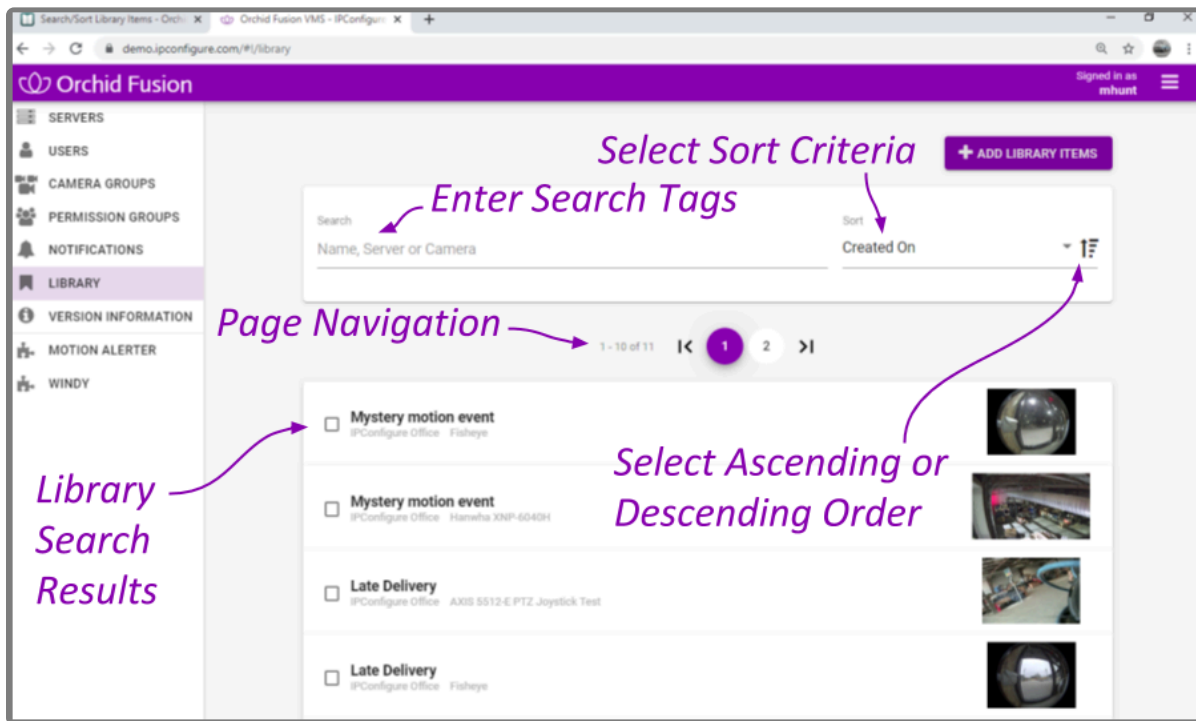 Search/Sort Library Items - Orchi
Orchid Fusion VMS - IPConfigure
demo.ipconfigure.com/#!/library
Orchid Fusion
Signed in as
mhunt
SERVERS
USERS
CAMERA GROUPS
PERMISSION GROUPS
NOTIFICATIONS
LIBRARY
VERSION INFORMATION
MOTION ALERTER
WINDY
Select Sort Criteria
+ ADD LIBRARY ITEMS
Enter Search Tags
Search
Sort
Name, Server or Camera
Created On
Page Navigation
1 - 10 of 11
1
2
Mystery motion event
IPConfigure Office Fisheye
Library
Search
Results
Select Ascending or
Descending Order
Mystery motion event
IPConfigure Office Hanwha XNP-6040H
Late Delivery
IPConfigure Office AXIS 5512-E PTZ Joystick Test
Late Delivery
IPConfigure Office Fisheye